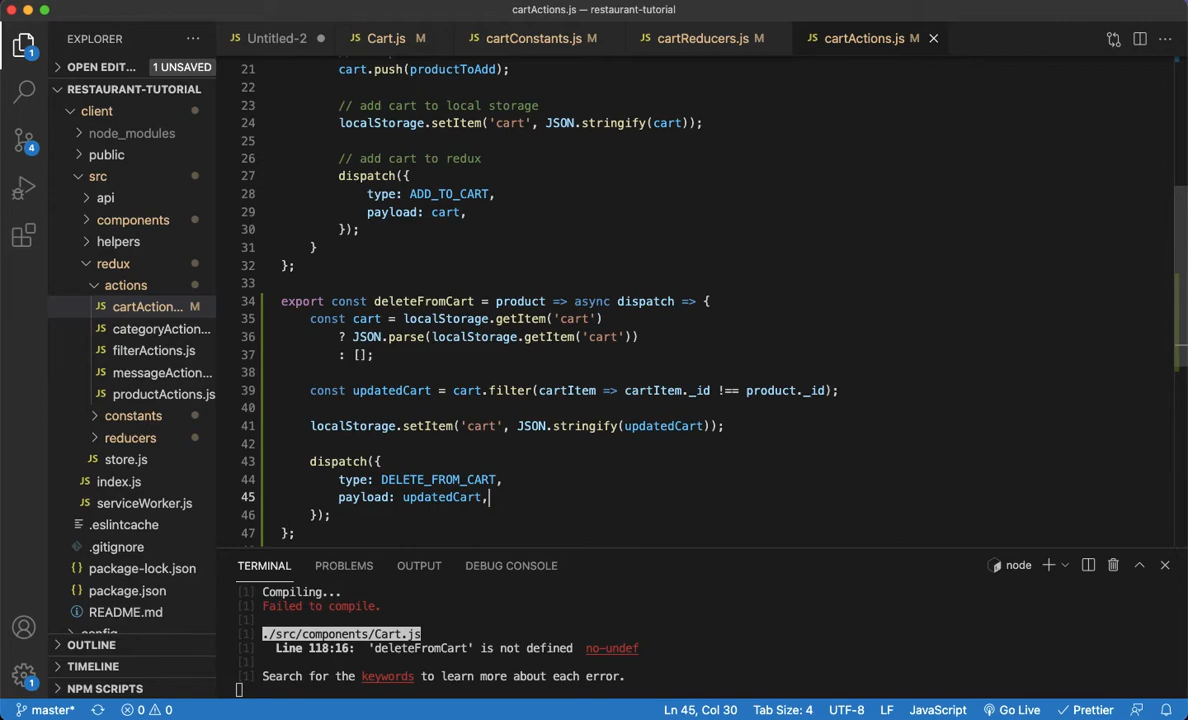 cartActions.js — restaurant-tutorial
EXPLORER
Untitled-2
Cart.js M
cartConstants.js M
cartReducers.js M
cartActions.js M
OPEN EDIT... 1 UNSAVED
RESTAURANT-TUTORIAL
client
node_modules
public
src
api
components
helpers
redux
actions
cartAction... M
categoryAction...
filterActions.js
messageAction...
productActions.js
constants
reducers
store.js
index.js
serviceWorker.js
.eslintcache
.gitignore
package-lock.json
package.json
README.md
OUTLINE
TIMELINE
NPM SCRIPTS
21 cart.push(productToAdd);
22
23 // add cart to local storage
24 localStorage.setItem('cart', JSON.stringify(cart));
25
26 // add cart to redux
27 dispatch({
28 type: ADD_TO_CART,
29 payload: cart,
30 });
31 }
32 };
33
34 export const deleteFromCart = product => async dispatch => {
35 const cart = localStorage.getItem('cart')
36 ? JSON.parse(localStorage.getItem('cart'))
37 : [];
38
39 const updatedCart = cart.filter(cartItem => cartItem._id !== product._id);
40
41 localStorage.setItem('cart', JSON.stringify(updatedCart));
42
43 dispatch({
44 type: DELETE_FROM_CART,
45 payload: updatedCart,
46 });
47 };
TERMINAL PROBLEMS OUTPUT DEBUG CONSOLE
node
[1] Compiling...
[1] Failed to compile.
[1]
[1] ./src/components/Cart.js
[1] Line 118:16: 'deleteFromCart' is not defined no-undef
[1]
[1] Search for the keywords to learn more about each error.
1
4
1
master* 0 0 Ln 45, Col 30 Tab Size: 4 UTF-8 LF JavaScript Go Live Prettier